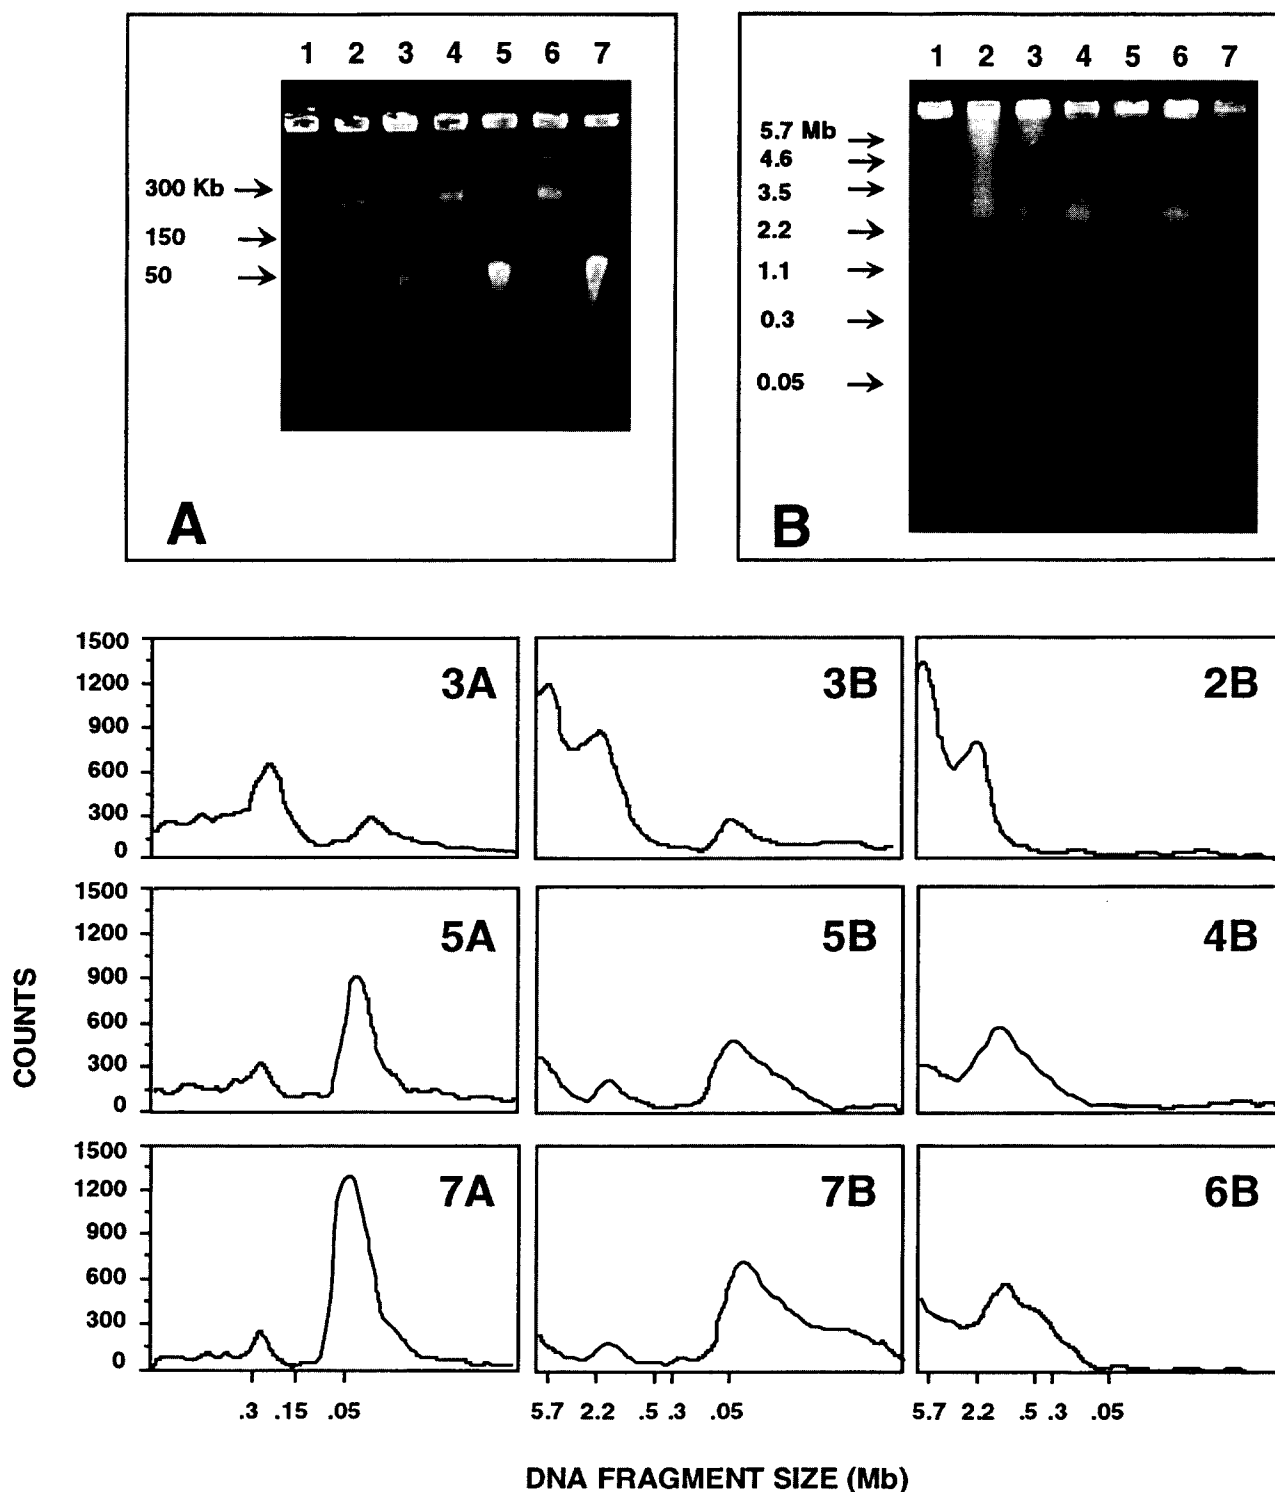 1 2 3 4 5 6 7
300 Kb
150
50
A
1 2 3 4 5 6 7
5.7 Mb
4.6
3.5
2.2
1.1
0.3
0.05
B
COUNTS
1500
1200
900
600
300
0
3A
3B
2B
1500
1200
900
600
300
0
5A
5B
4B
1500
1200
900
600
300
0
7A
7B
6B
.3 .15 .05
5.7 2.2 .5 .3 .05
5.7 2.2 .5 .3 .05
DNA FRAGMENT SIZE (Mb)